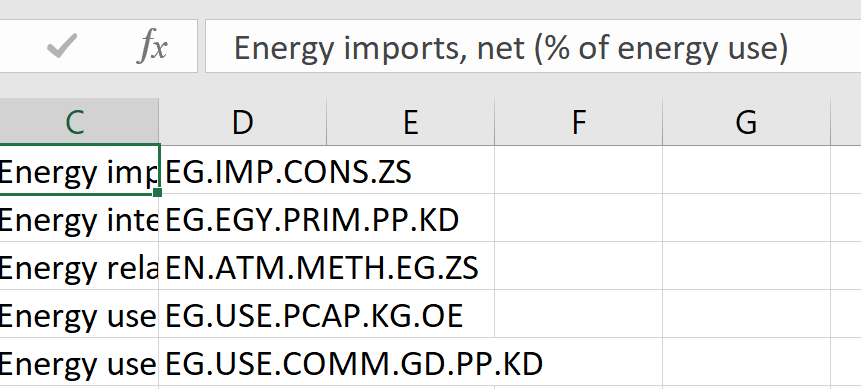 fx Energy imports, net (% of energy use)
C D E F G
Energy imp EG.IMP.CONS.ZS
Energy inte EG.EGY.PRIM.PP.KD
Energy rela EN.ATM.METH.EG.ZS
Energy use EG.USE.PCAP.KG.OE
Energy use EG.USE.COMM.GD.PP.KD